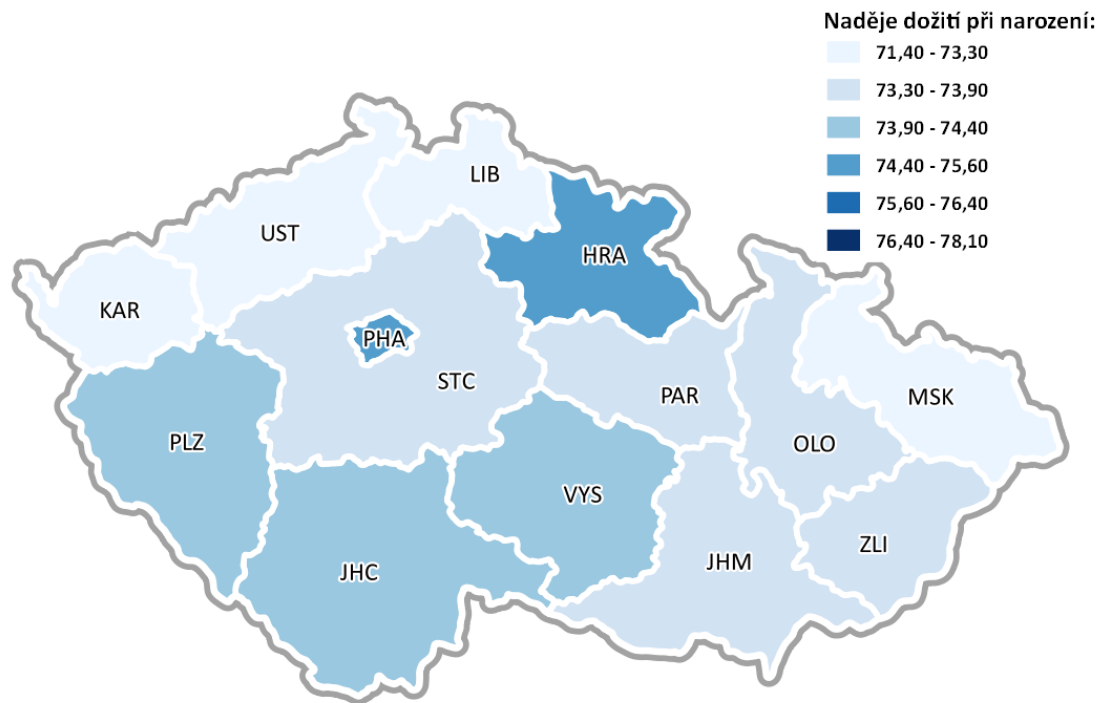 Naděje dožití při narození:
71,40 - 73,30
73,30 - 73,90
73,90 - 74,40
74,40 - 75,60
75,60 - 76,40
76,40 - 78,10
LIB
UST
HRA
KAR
PHA
STC
PAR
MSK
PLZ
OLO
VYS
ZLI
JHM
JHC